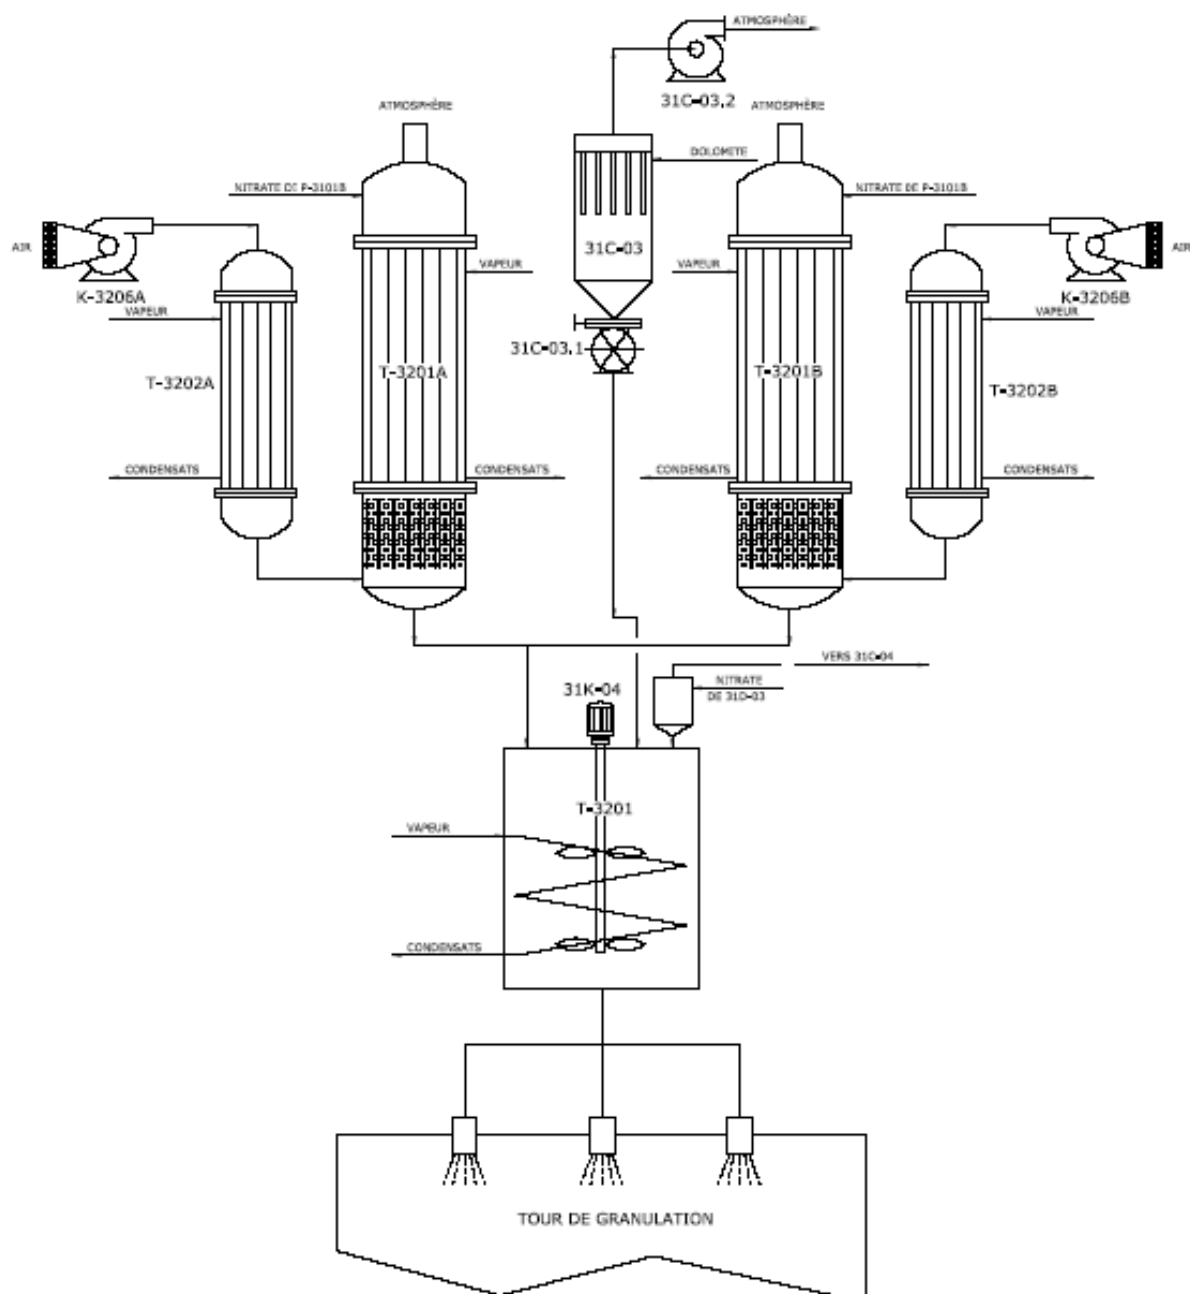 ATMOSPHÈRE
31C-03.2
ATMOSPHÈRE
ATMOSPHÈRE
DOLOMITE
NITRATE DE P-3101B
NITRATE DE P-3101B
AIR
31C-03
AIR
VAPEUR
VAPEUR
K-3206A
K-3206B
VAPEUR
VAPEUR
31C-03.1
T-3202A
T-3201A
T-3201B
T-3202B
CONDENSATS
CONDENSATS
CONDENSATS
CONDENSATS
VERS 31C-04
31K-04
NITRATE
DE 31D-03
T-3201
VAPEUR
CONDENSATS
TOUR DE GRANULATION